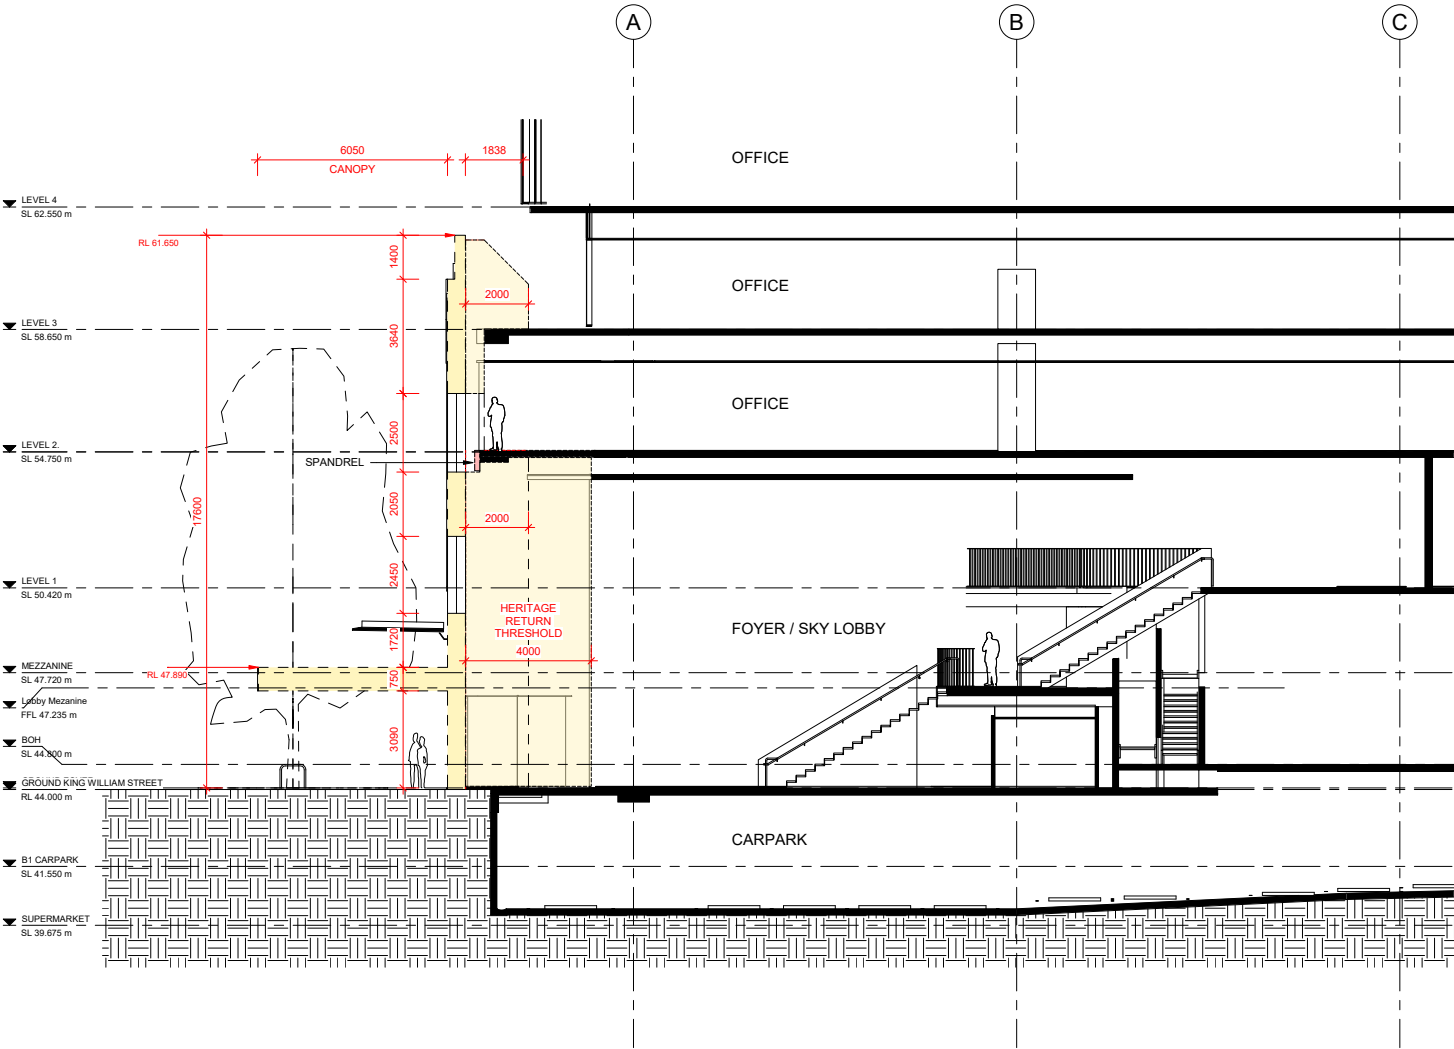 A
B
C
6050
1838
CANOPY
OFFICE
LEVEL 4
SL 62.550 m
RL 61.650
1400
OFFICE
2000
LEVEL 3
SL 58.650 m
3640
OFFICE
2500
LEVEL 2.
SL 54.750 m
SPANDREL
17600
2050
2000
2450
LEVEL 1
SL 50.420 m
HERITAGE
RETURN
THRESHOLD
FOYER / SKY LOBBY
1720
4000
MEZZANINE
SL 47.720 m
RL 47.890
750
Lobby Mezanine
FFL 47.235 m
BOH
SL 44.800 m
3090
GROUND KING WILLIAM STREET
RL 44.000 m
CARPARK
B1 CARPARK
SL 41.550 m
SUPERMARKET
SL 39.675 m